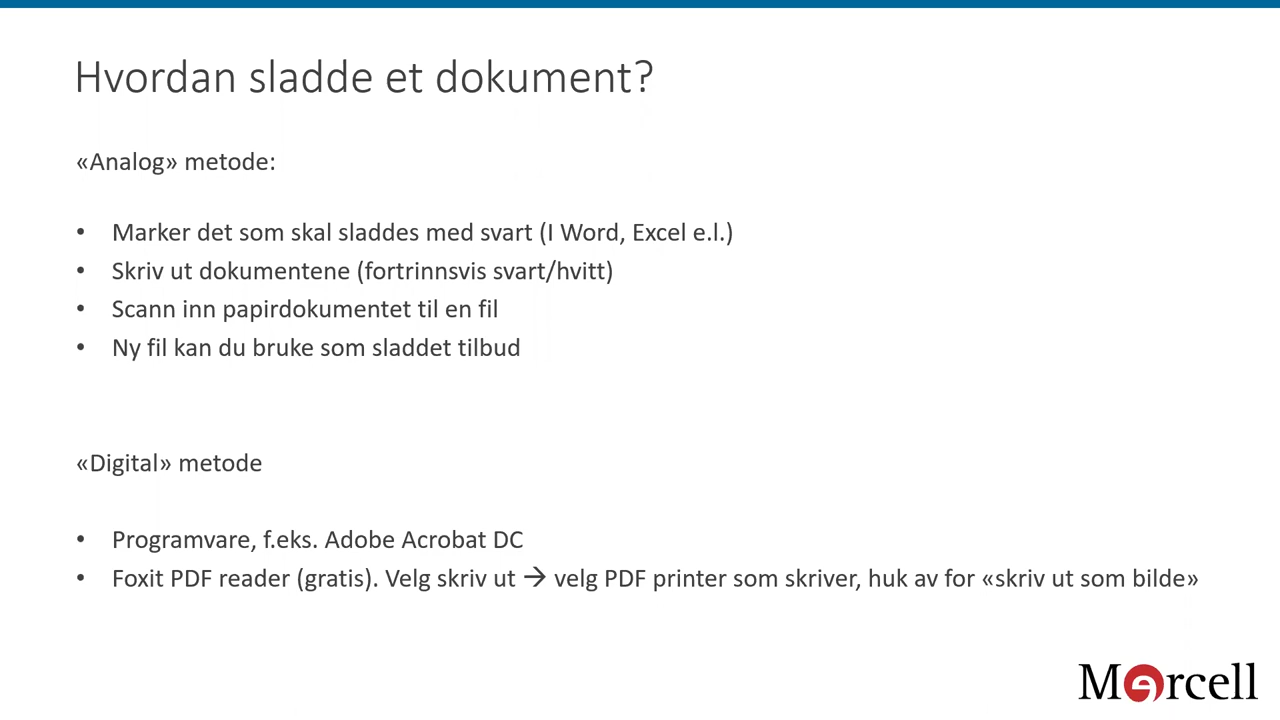 Hvordan sladde et dokument?
«Analog» metode:
• Marker det som skal sladdes med svart (I Word, Excel e.l.)
• Skriv ut dokumentene (fortrinnsvis svart/hvitt)
• Scann inn papirdokumentet til en fil
• Ny fil kan du bruke som sladdet tilbud
«Digital» metode
• Programvare, f.eks. Adobe Acrobat DC
• Foxit PDF reader (gratis). Velg skriv ut → velg PDF printer som skriver, huk av for «skriv ut som bilde»
Mercell